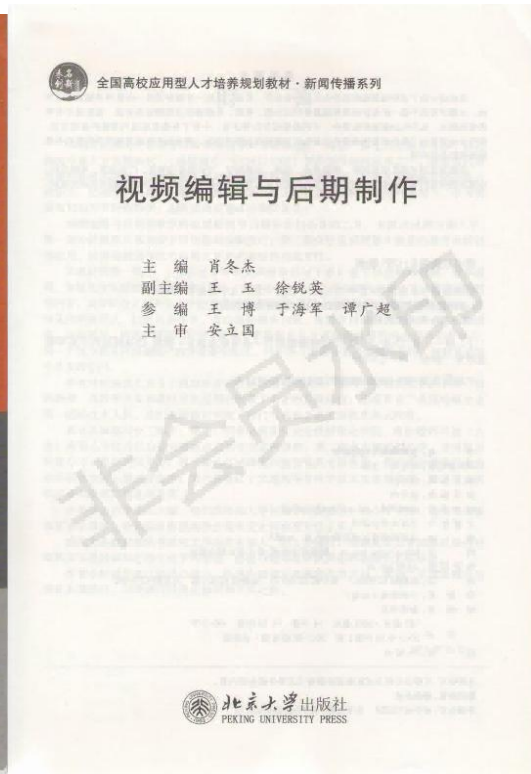 全国高校应用型人才培养规划教材·新闻传播系列
视频编辑与后期制作
主　编　肖冬杰
副主编　王　玉　徐锐英
参　编　王　博　于海军　谭广超
主　审　安立国
非会员水印
北京大学出版社
PEKING UNIVERSITY PRESS